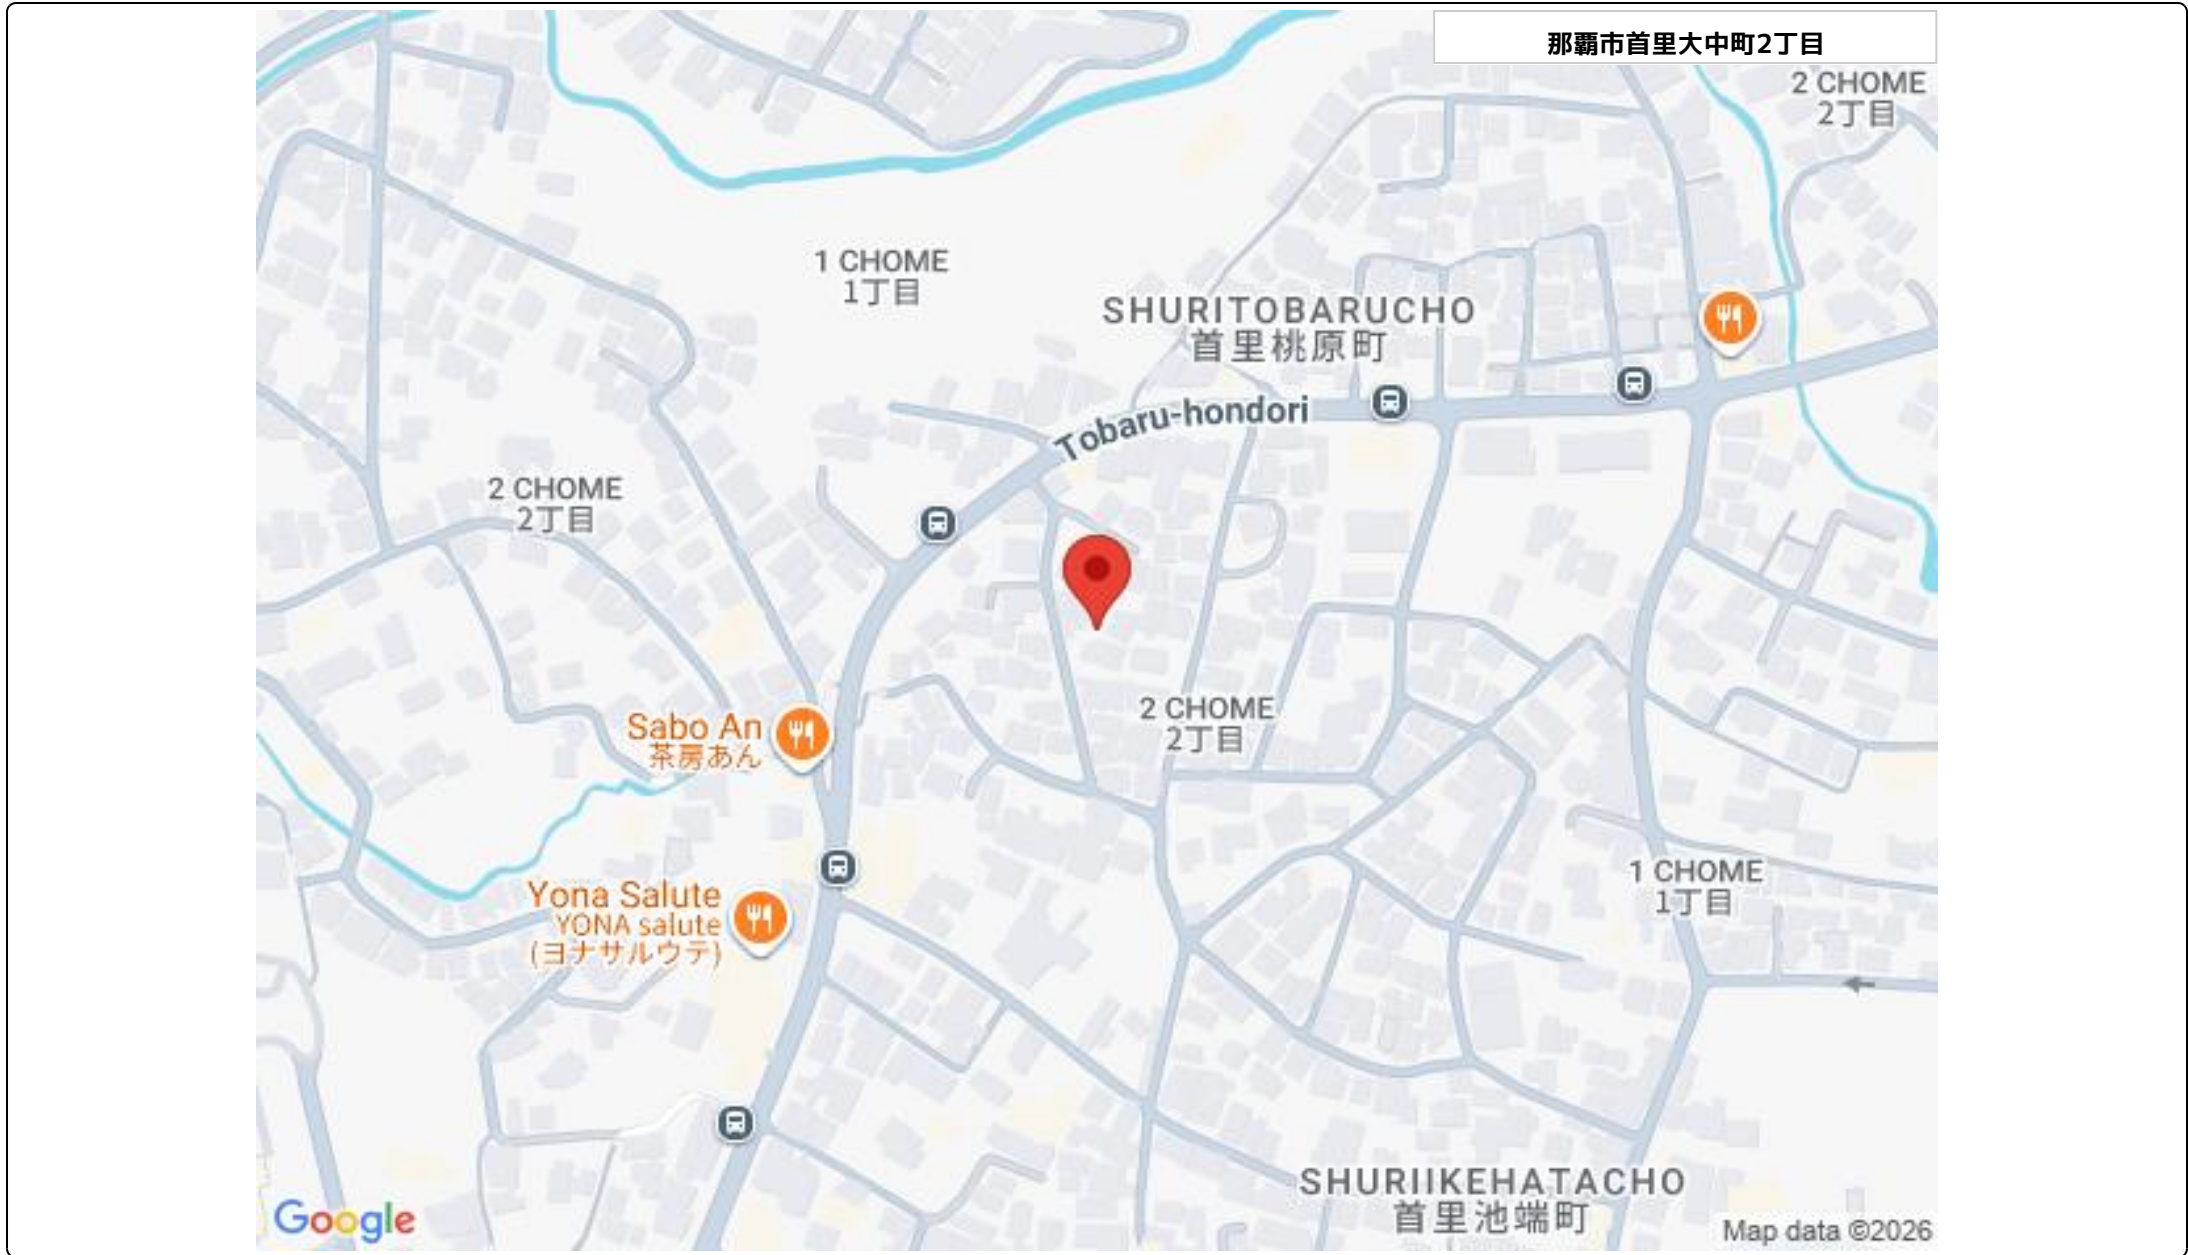 那覇市首里大中町2丁目
2 CHOME
2丁目
1 CHOME
1丁目
SHURITOBARUCHO
首里桃原町
Tobaru-hondori
2 CHOME
2丁目
2 CHOME
2丁目
Sabo An
茶房あん
1 CHOME
1丁目
Yona Salute
YONA salute
(ヨナサルウテ)
SHURIIKEHATACHO
首里池端町
Google
Map data ©2026